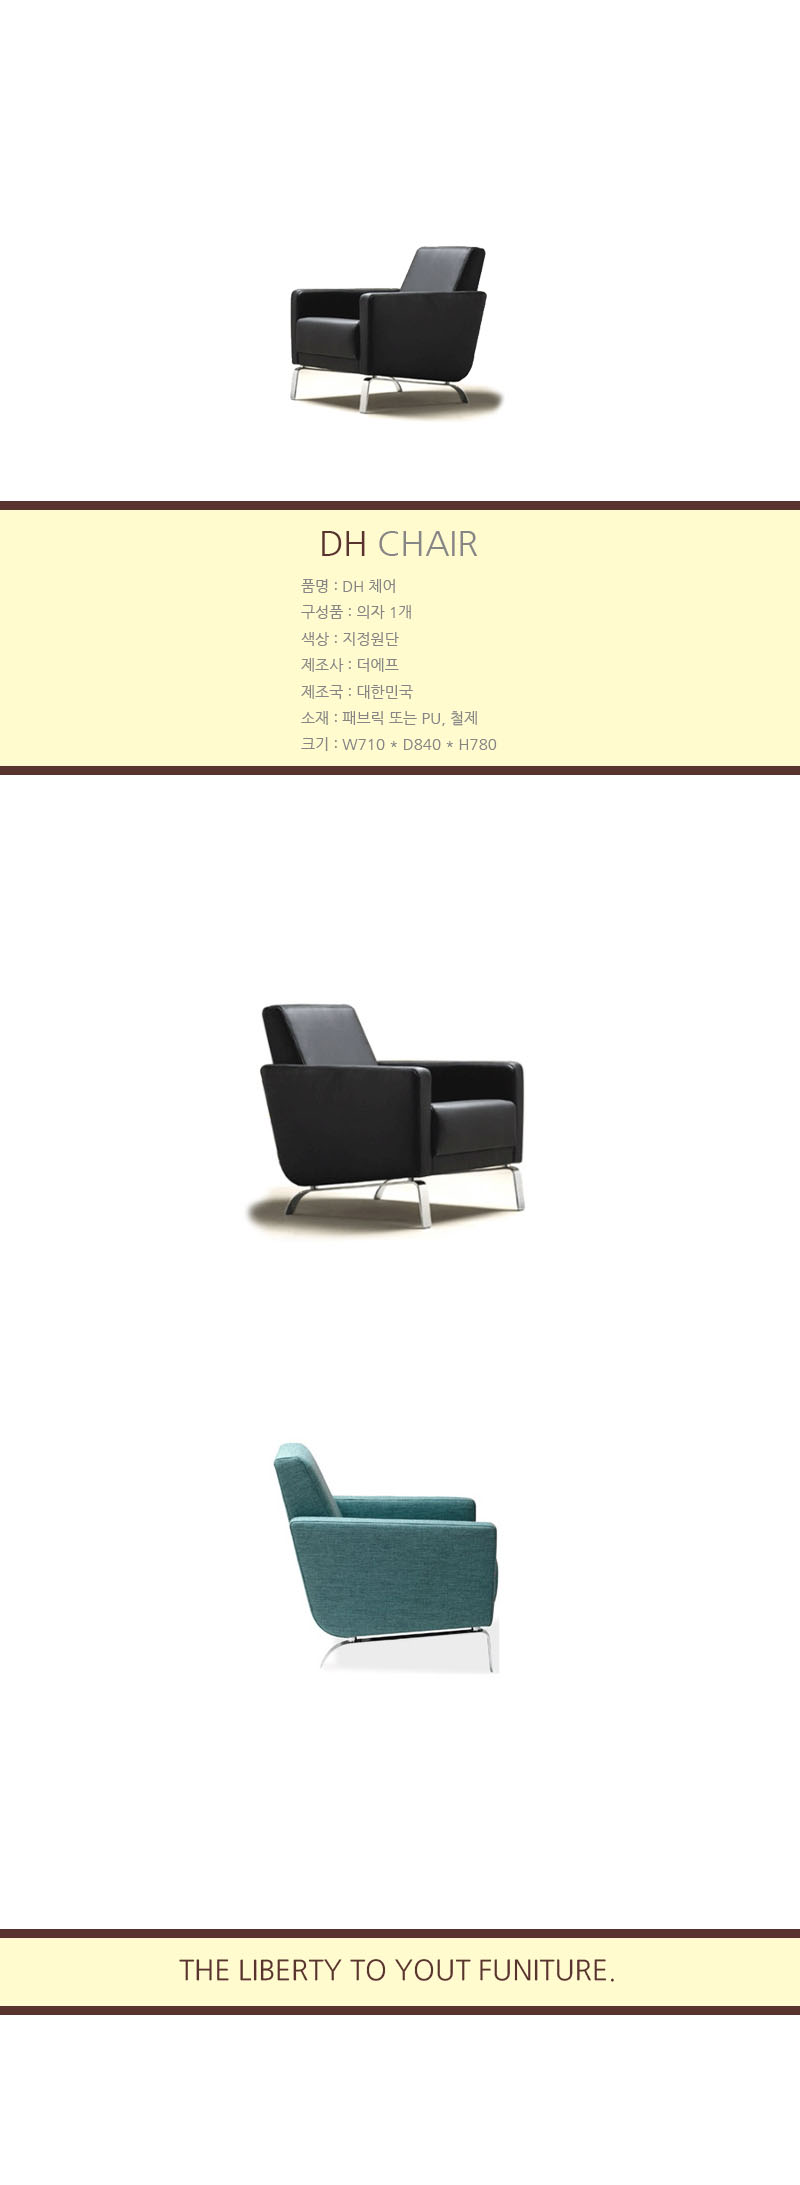 DH CHAIR
품명 : DH 체어
구성품 : 의자 1개
색상 : 지정원단
제조사 : 더에프
제조국 : 대한민국
소재 : 패브릭 또는 PU, 철제
크기 : W710 * D840 * H780
THE LIBERTY TO YOUT FUNITURE.